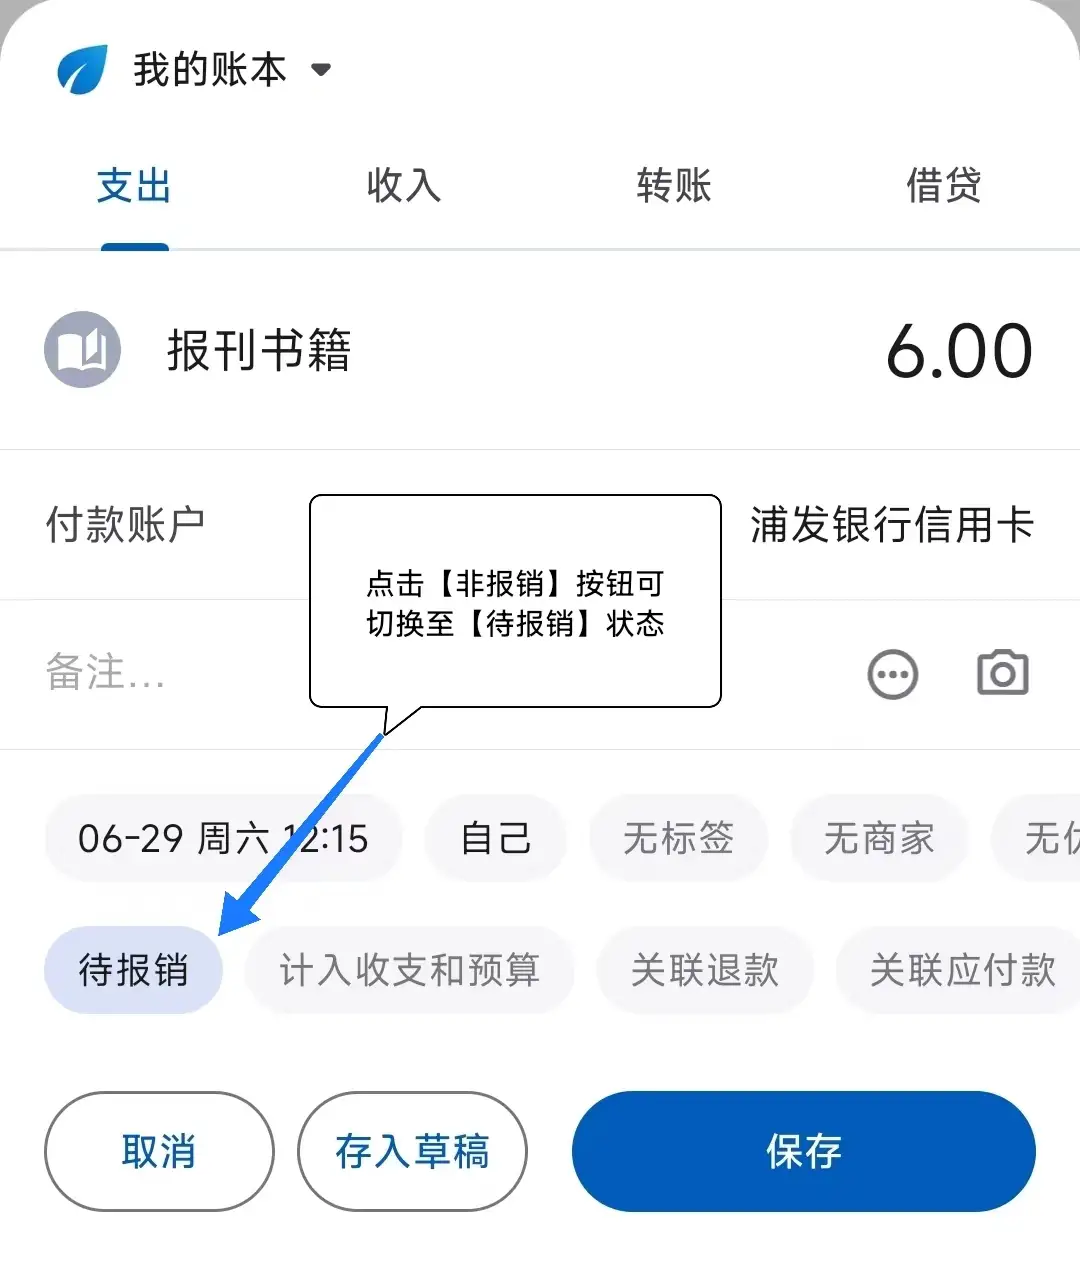 我的账本
支出 收入 转账 借贷
报刊书籍 6.00
付款账户 浦发银行信用卡
点击【非报销】按钮可
切换至【待报销】状态
备注...
06-29 周六 12:15 自己 无标签 无商家 无
待报销 计入收支和预算 关联退款 关联应付款
取消 存入草稿 保存